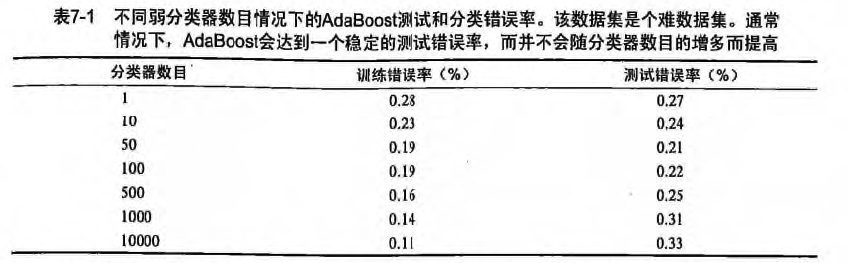 表7-1 不同弱分类器数目情况下的AdaBoost测试和分类错误率。该数据集是个难数据集。通常
情况下，AdaBoost会达到一个稳定的测试错误率，而并不会随分类器数目的增多而提高
分类器数目 训练错误率（%） 测试错误率（%）
1 0.28 0.27
10 0.23 0.24
50 0.19 0.21
100 0.19 0.22
500 0.16 0.25
1000 0.14 0.31
10000 0.11 0.33